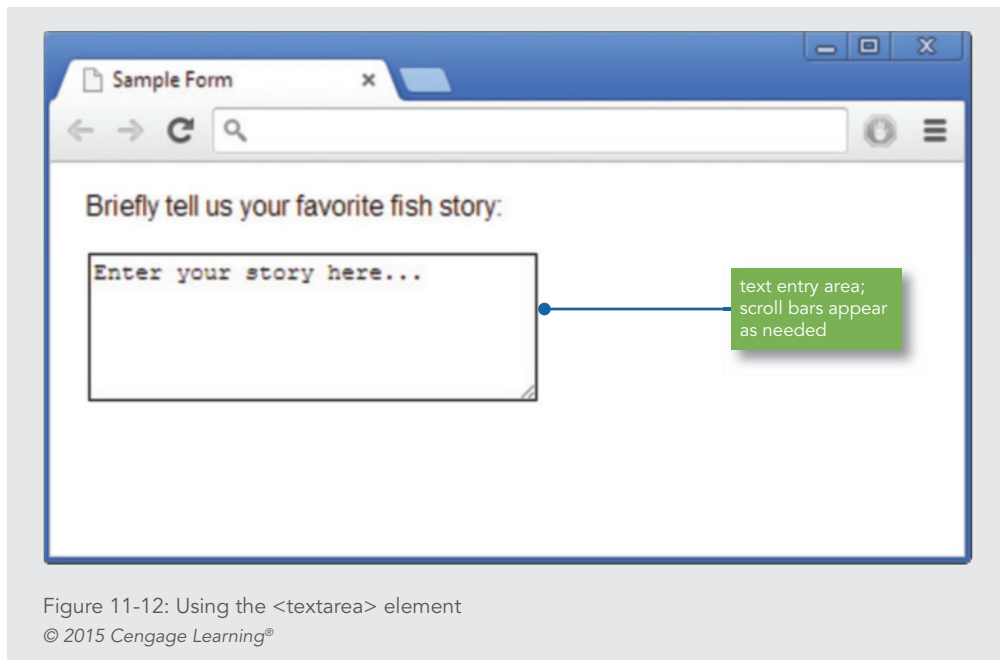 Sample Form
Briefly tell us your favorite fish story:
Enter your story here...
text entry area;
scroll bars appear
as needed
Figure 11-12: Using the <textarea> element
© 2015 Cengage Learning®